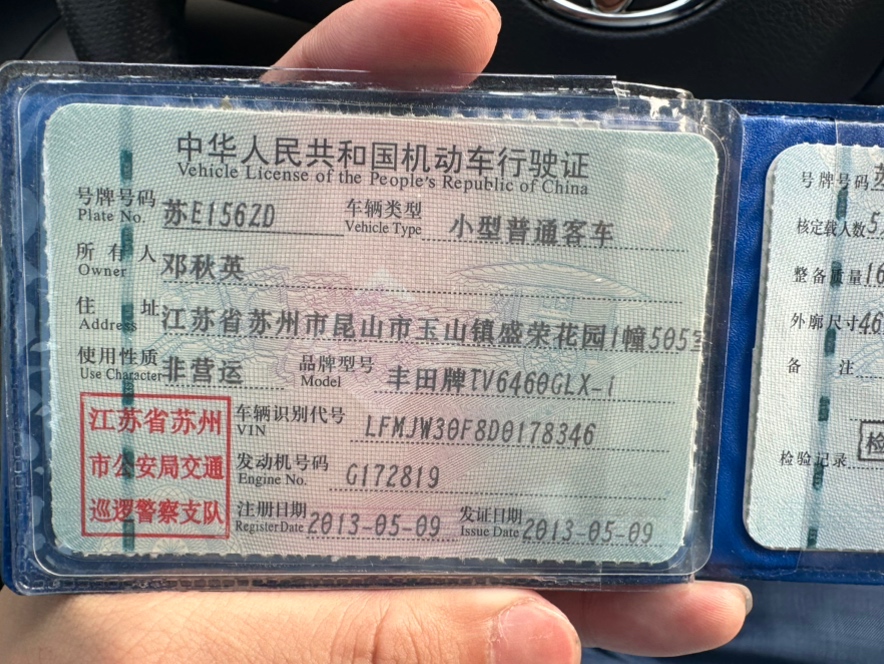 中华人民共和国机动车行驶证
Vehicle License of the People's Republic of China
号牌号码 Plate No. 苏E156ZD 车辆类型 Vehicle Type 小型普通客车
所有人 Owner 邓秋英
住址 Address 江苏省苏州市昆山市玉山镇盛荣花园1幢505室
使用性质 Use Character 非营运 品牌型号 Model 丰田牌TV6460GLX-i
江苏省苏州
市公安局交通
巡逻警察支队
车辆识别代号 VIN LFMJW30F8D0178346
发动机号码 Engine No. G172819
注册日期 Register Date 2013-05-09 发证日期 Issue Date 2013-05-09
号牌号码 苏
核定载人数 5
整备质量 16
外廓尺寸 46
备注
检
检验记录